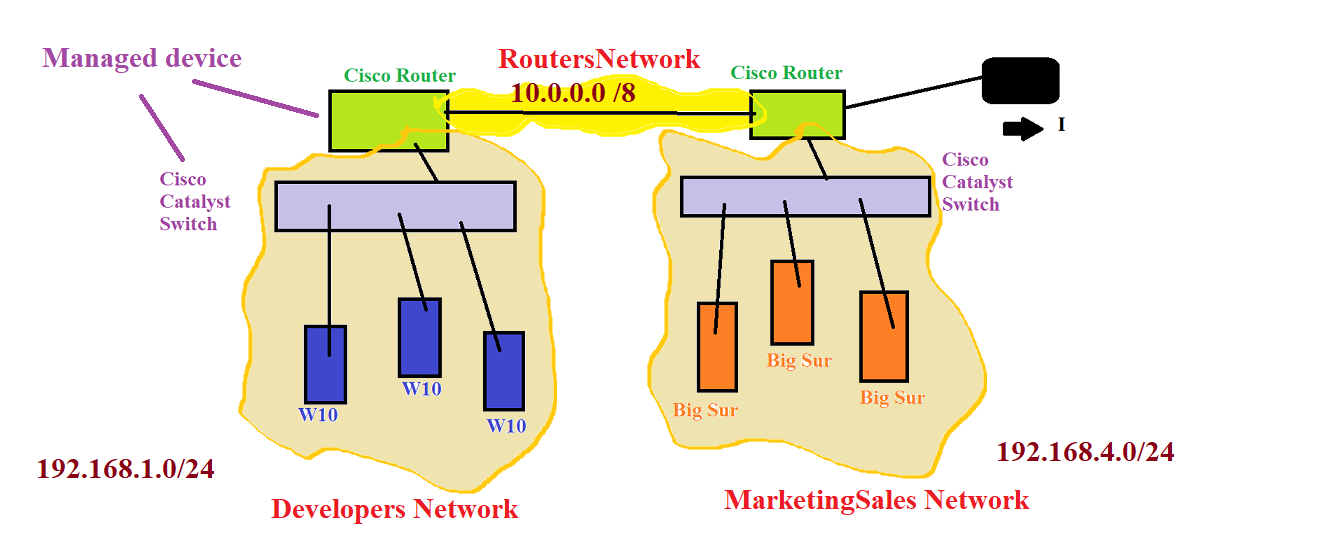 Managed device
RoutersNetwork
Cisco Router
10.0.0.0 /8
Cisco Router
I
Cisco
Catalyst
Switch
Cisco
Catalyst
Switch
W10
W10
W10
Big Sur
Big Sur
Big Sur
192.168.1.0/24
192.168.4.0/24
Developers Network
MarketingSales Network